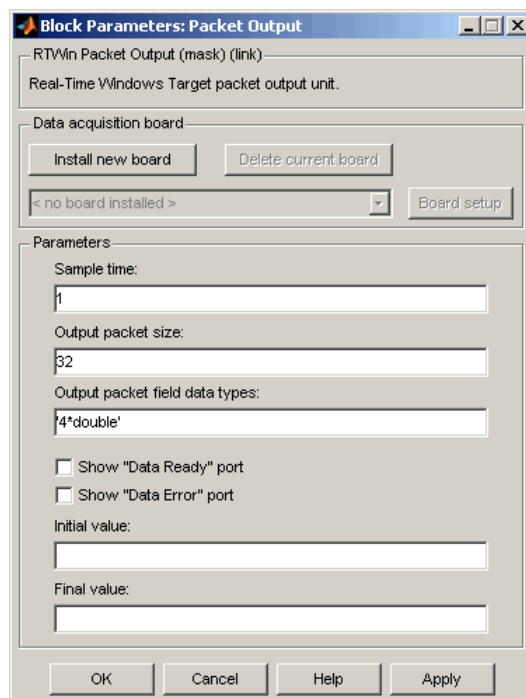 Block Parameters: Packet Output
RTWin Packet Output (mask) (link)
Real-Time Windows Target packet output unit.
Data acquisition board
Install new board
Delete current board
< no board installed >
Board setup
Parameters
Sample time:
1
Output packet size:
32
Output packet field data types:
'4*double'
Show "Data Ready" port
Show "Data Error" port
Initial value:
Final value:
OK
Cancel
Help
Apply